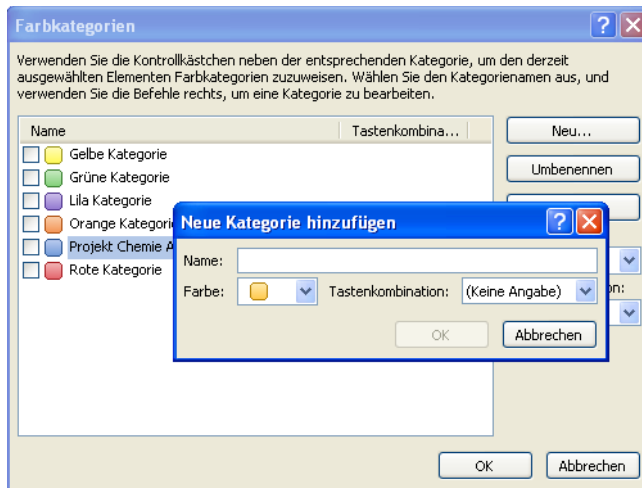 Farbkategorien
Verwenden Sie die Kontrollkästchen neben der entsprechenden Kategorie, um den derzeit
ausgewählten Elementen Farbkategorien zuzuweisen. Wählen Sie den Kategorienamen aus, und
verwenden Sie die Befehle rechts, um eine Kategorie zu bearbeiten.
Name Tastenkombina...
Neu...
Gelbe Kategorie
Grüne Kategorie
Umbenennen
Lila Kategorie
Orange Kategori
Projekt Chemie A
Rote Kategorie
Neue Kategorie hinzufügen
Name:
Farbe: Tastenkombination: (Keine Angabe)
on:
OK Abbrechen
OK Abbrechen